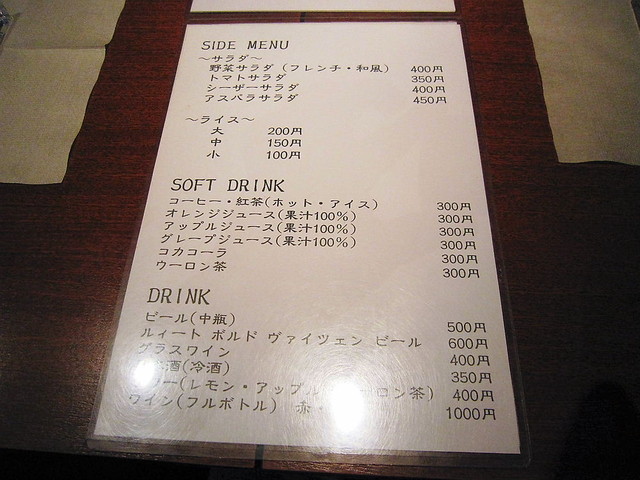 SIDE MENU
～サラダ～
野菜サラダ (フレンチ・和風) 400円
トマトサラダ 350円
シーザーサラダ 400円
アスパラサラダ 450円
～ライス～
大 200円
中 150円
小 100円
SOFT DRINK
コーヒー・紅茶(ホット・アイス) 300円
オレンジジュース(果汁100%) 300円
アップルジュース(果汁100%) 300円
グレープジュース(果汁100%) 300円
コカコーラ 300円
ウーロン茶 300円
DRINK
ビール(中瓶) 500円
ルィート ポルド ヴァイツェン ビール 600円
グラスワイン 400円
酒(冷酒) 350円
(レモン・アップル ロン茶) 400円
ワイン(フルボトル) 赤・ 1000円